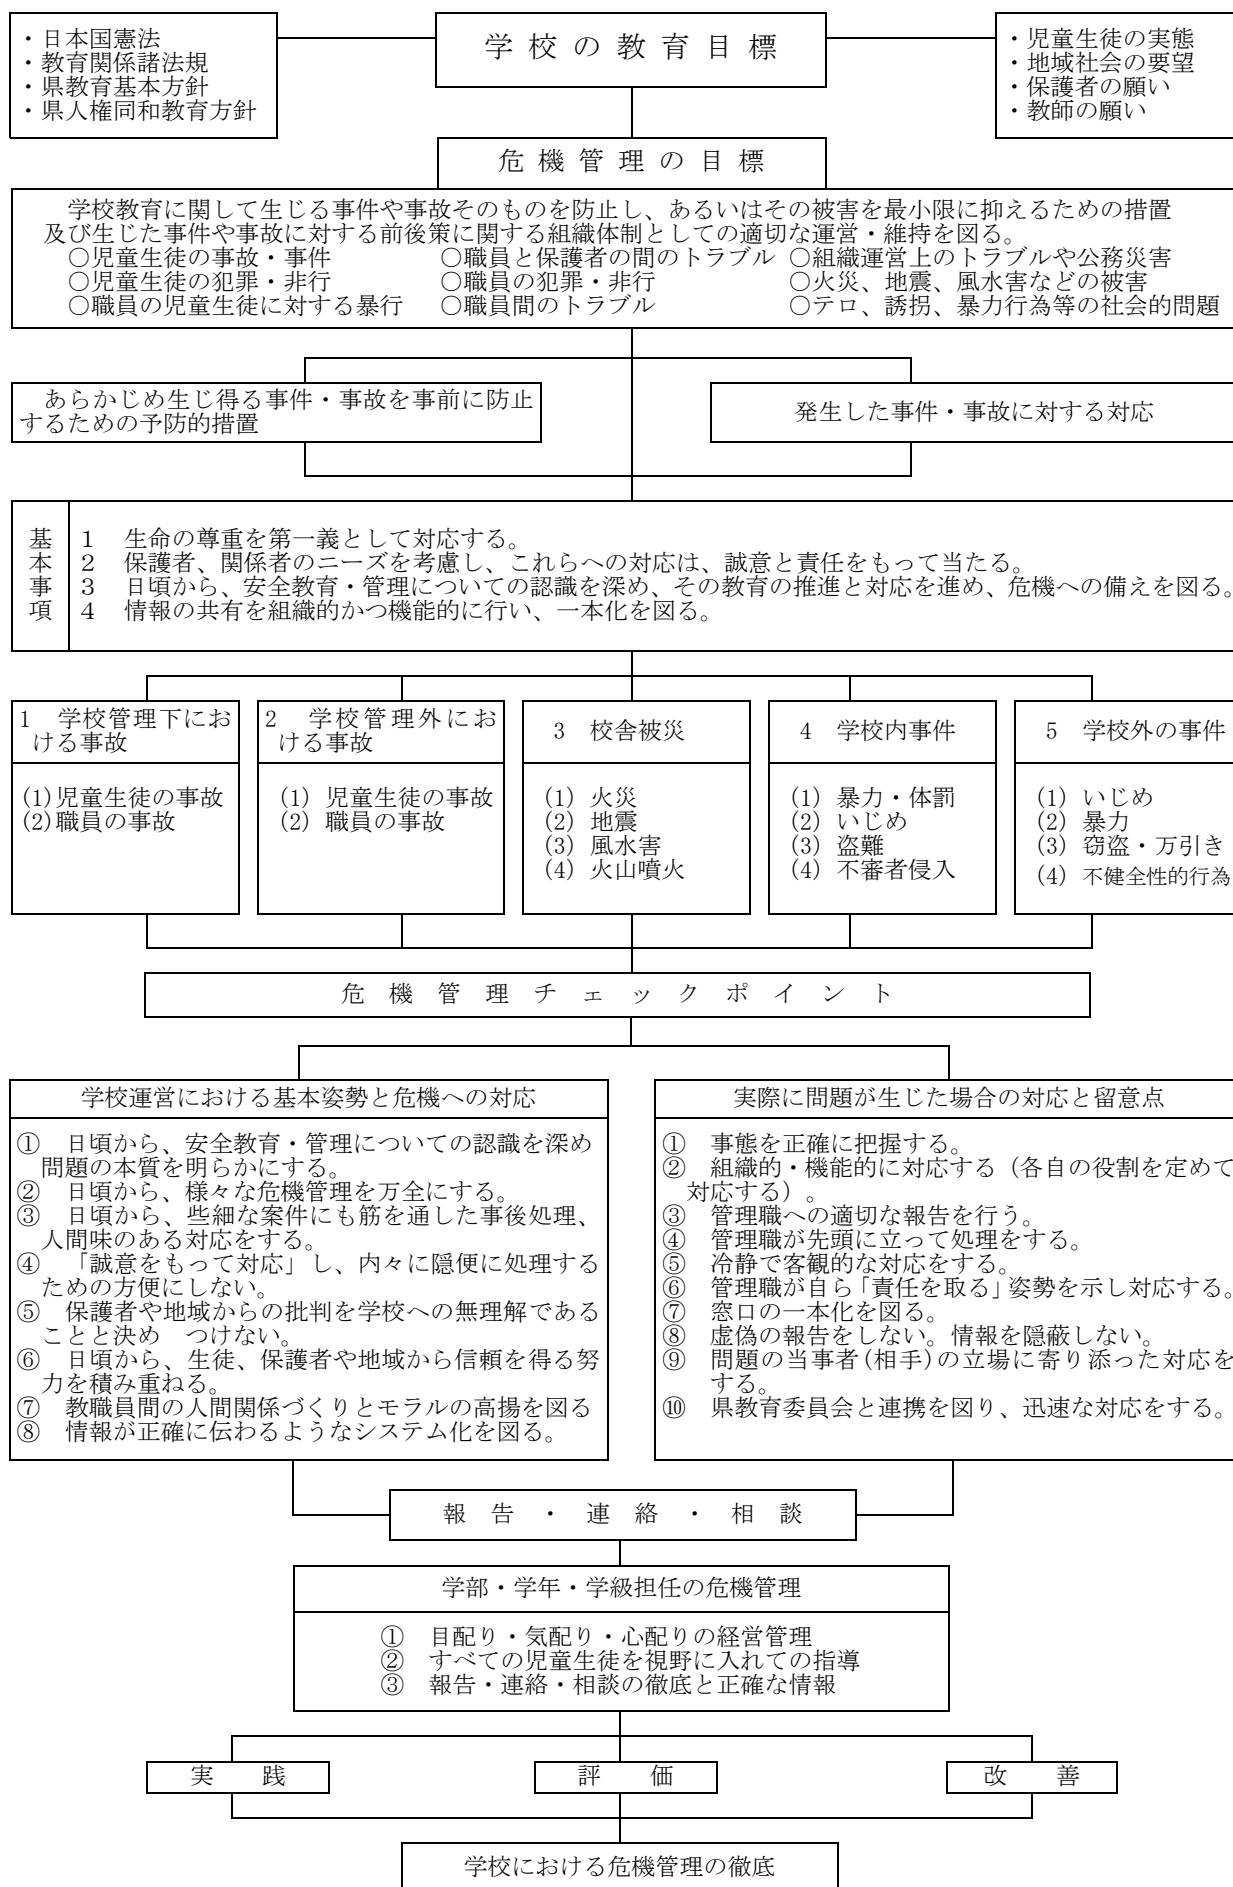 ・日本国憲法
・教育関係諸法規
・県教育基本方針
・県人権同和教育方針
学校の教育目標
・児童生徒の実態
・地域社会の要望
・保護者の願い
・教師の願い
危機管理の目標
学校教育に関して生じる事件や事故そのものを防止し、あるいはその被害を最小限に抑えるための措置
及び生じた事件や事故に対する前後策に関する組織体制としての適切な運営・維持を図る。
○児童生徒の事故・事件 ○職員と保護者の間のトラブル ○組織運営上のトラブルや公務災害
○児童生徒の犯罪・非行 ○職員の犯罪・非行 ○火災、地震、風水害などの被害
○職員の児童生徒に対する暴行 ○職員間のトラブル ○テロ、誘拐、暴力行為等の社会的問題
あらかじめ生じ得る事件・事故を事前に防止
するための予防的措置
発生した事件・事故に対する対応
基本事項
1 生命の尊重を第一義として対応する。
2 保護者、関係者のニーズを考慮し、これらへの対応は、誠意と責任をもって当たる。
3 日頃から、安全教育・管理についての認識を深め、その教育の推進と対応を進め、危機への備えを図る。
4 情報の共有を組織的かつ機能的に行い、一本化を図る。
1 学校管理下にお
ける事故
(1)児童生徒の事故
(2)職員の事故
2 学校管理外にお
ける事故
(1) 児童生徒の事故
(2) 職員の事故
3 校舎被災
(1) 火災
(2) 地震
(3) 風水害
(4) 火山噴火
4 学校内事件
(1) 暴力・体罰
(2) いじめ
(3) 盗難
(4) 不審者侵入
5 学校外の事件
(1) いじめ
(2) 暴力
(3) 窃盗・万引き
(4) 不健全性的行為
危機管理チェックポイント
学校運営における基本姿勢と危機への対応
① 日頃から、安全教育・管理についての認識を深め
問題の本質を明らかにする。
② 日頃から、様々な危機管理を万全にする。
③ 日頃から、些細な案件にも筋を通した事後処理、
人間味のある対応をする。
④ 「誠意をもって対応」し、内々に隠便に処理する
ための方便にしない。
⑤ 保護者や地域からの批判を学校への無理解である
ことと決め つけない。
⑥ 日頃から、生徒、保護者や地域から信頼を得る努
力を積み重ねる。
⑦ 教職員間の人間関係づくりとモラルの高揚を図る
⑧ 情報が正確に伝わるようなシステム化を図る。
実際に問題が生じた場合の対応と留意点
① 事態を正確に把握する。
② 組織的・機能的に対応する（各自の役割を定めて
対応する）。
③ 管理職への適切な報告を行う。
④ 管理職が先頭に立って処理をする。
⑤ 冷静で客観的な対応をする。
⑥ 管理職が自ら「責任を取る」姿勢を示し対応する。
⑦ 窓口の一本化を図る。
⑧ 虚偽の報告をしない。情報を隠蔽しない。
⑨ 問題の当事者(相手)の立場に寄り添った対応を
する。
⑩ 県教育委員会と連携を図り、迅速な対応をする。
報告・連絡・相談
学部・学年・学級担任の危機管理
① 目配り・気配り・心配りの経営管理
② すべての児童生徒を視野に入れての指導
③ 報告・連絡・相談の徹底と正確な情報
実 践
評 価
改 善
学校における危機管理の徹底